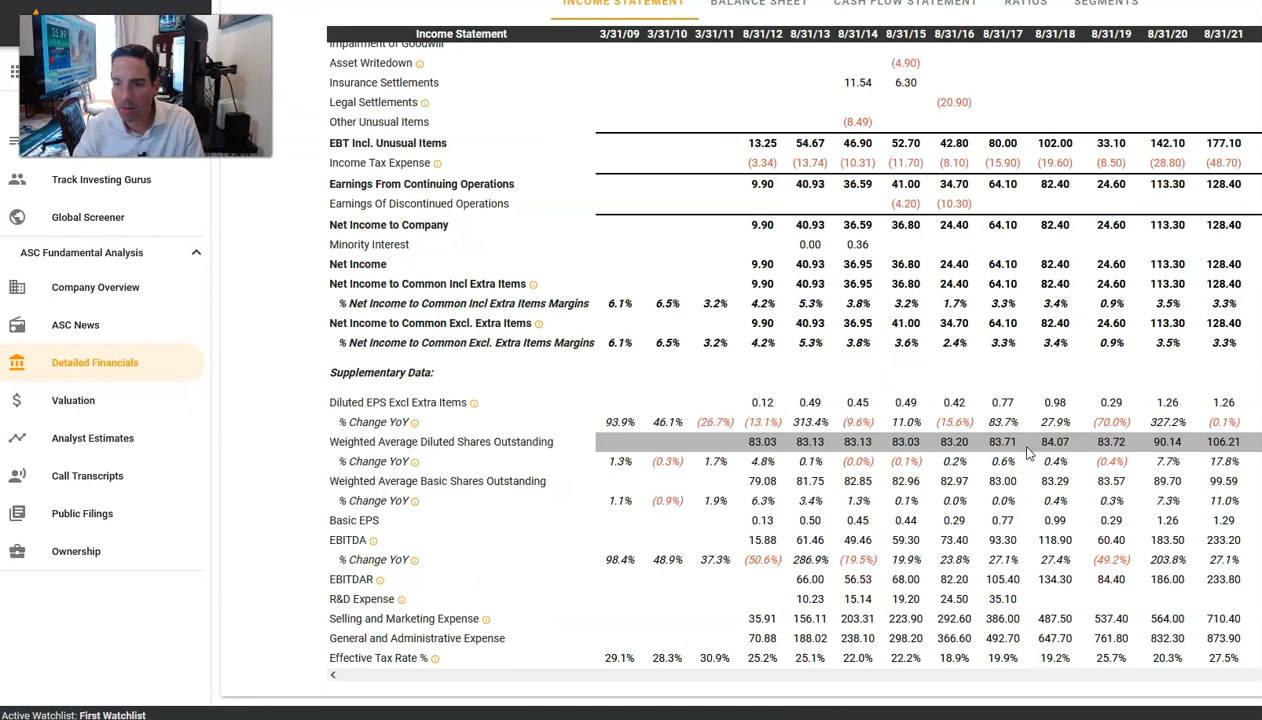 INCOME STATEMENT BALANCE SHEET CASH FLOW STATEMENT RATIOS SEGMENTS
Income Statement 3/31/09 3/31/10 3/31/11 8/31/12 8/31/13 8/31/14 8/31/15 8/31/16 8/31/17 8/31/18 8/31/19 8/31/20 8/31/21
Impairment of Goodwill
Asset Writedown (4.90)
Insurance Settlements 11.54 6.30
Legal Settlements (20.90)
Other Unusual Items (8.49)
EBT Incl. Unusual Items 13.25 54.67 46.90 52.70 42.80 80.00 102.00 33.10 142.10 177.10
Income Tax Expense (3.34) (13.74) (10.31) (11.70) (8.10) (15.90) (19.60) (8.50) (28.80) (48.70)
Earnings From Continuing Operations 9.90 40.93 36.59 41.00 34.70 64.10 82.40 24.60 113.30 128.40
Earnings Of Discontinued Operations (4.20) (10.30)
Net Income to Company 9.90 40.93 36.59 36.80 24.40 64.10 82.40 24.60 113.30 128.40
Minority Interest 0.00 0.36
Net Income 9.90 40.93 36.95 36.80 24.40 64.10 82.40 24.60 113.30 128.40
Net Income to Common Incl Extra Items 9.90 40.93 36.95 36.80 24.40 64.10 82.40 24.60 113.30 128.40
% Net Income to Common Incl Extra Items Margins 6.1% 6.5% 3.2% 4.2% 5.3% 3.8% 3.2% 1.7% 3.3% 3.4% 0.9% 3.5% 3.3%
Net Income to Common Excl. Extra Items 9.90 40.93 36.95 41.00 34.70 64.10 82.40 24.60 113.30 128.40
% Net Income to Common Excl. Extra Items Margins 6.1% 6.5% 3.2% 4.2% 5.3% 3.8% 3.6% 2.4% 3.3% 3.4% 0.9% 3.5% 3.3%
Supplementary Data:
Diluted EPS Excl Extra Items 0.12 0.49 0.45 0.49 0.42 0.77 0.98 0.29 1.26 1.26
% Change YoY 93.9% 46.1% (26.7%) (13.1%) 313.4% (9.6%) 11.0% (15.6%) 83.7% 27.9% (70.0%) 327.2% (0.1%)
Weighted Average Diluted Shares Outstanding 83.03 83.13 83.13 83.03 83.20 83.71 84.07 83.72 90.14 106.21
% Change YoY 1.3% (0.3%) 1.7% 4.8% 0.1% (0.0%) (0.1%) 0.2% 0.6% 0.4% (0.4%) 7.7% 17.8%
Weighted Average Basic Shares Outstanding 79.08 81.75 82.85 82.96 82.97 83.00 83.29 83.57 89.70 99.59
% Change YoY 1.1% (0.9%) 1.9% 6.3% 3.4% 1.3% 0.1% 0.0% 0.0% 0.4% 0.3% 7.3% 11.0%
Basic EPS 0.13 0.50 0.45 0.44 0.29 0.77 0.99 0.29 1.26 1.29
EBITDA 15.88 61.46 49.46 59.30 73.40 93.30 118.90 60.40 183.50 233.20
% Change YoY 98.4% 48.9% 37.3% (50.6%) 286.9% (19.5%) 19.9% 23.8% 27.1% 27.4% (49.2%) 203.8% 27.1%
EBITDAR 66.00 56.53 68.00 82.20 105.40 134.30 84.40 186.00 233.80
R&D Expense 10.23 15.14 19.20 24.50 35.10
Selling and Marketing Expense 35.91 156.11 203.31 223.90 292.60 386.00 487.50 537.40 564.00 710.40
General and Administrative Expense 70.88 188.02 238.10 298.20 366.60 492.70 647.70 761.80 832.30 873.90
Effective Tax Rate % 29.1% 28.3% 30.9% 25.2% 25.1% 22.0% 22.2% 18.9% 19.9% 19.2% 25.7% 20.3% 27.5%
35.89
Track Investing Gurus
Global Screener
ASC Fundamental Analysis
Company Overview
ASC News
Detailed Financials
Valuation
Analyst Estimates
Call Transcripts
Public Filings
Ownership
Active Watchlist: First Watchlist